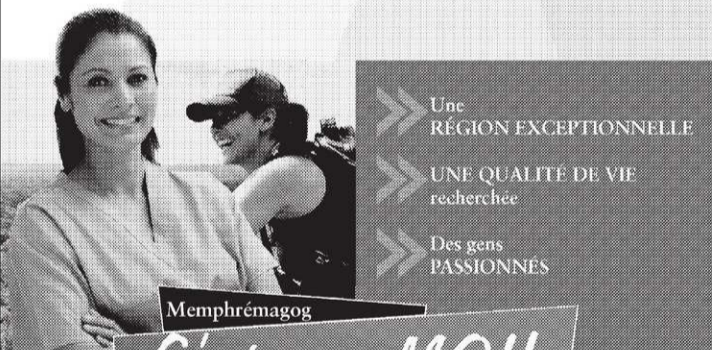 Une
RÉGION EXCEPTIONNELLE
UNE QUALITÉ DE VIE
recherchée
Des gens
PASSIONNÉS
Memphrémagog